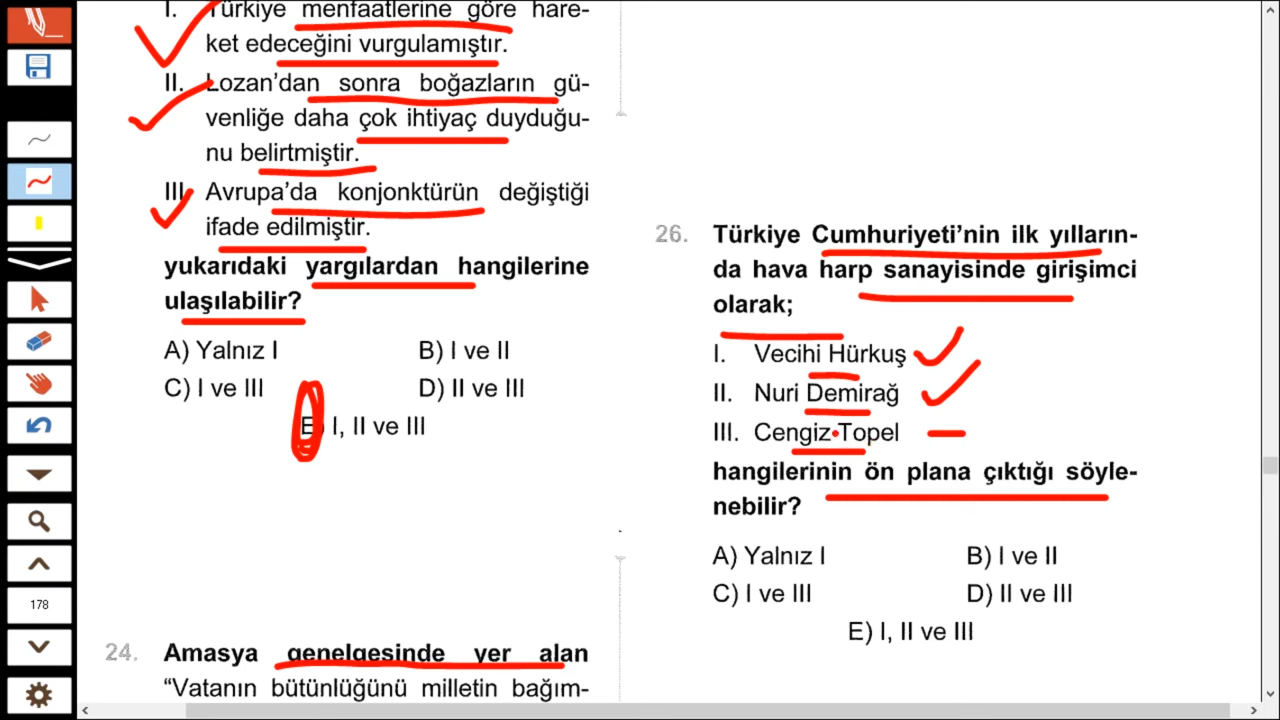 I. Türkiye menfaatlerine göre hare-
ket edeceğini vurgulamıştır.
II. Lozan’dan sonra boğazların gü-
venliğe daha çok ihtiyaç duyduğu-
nu belirtmiştir.
III. Avrupa’da konjonktürün değiştiği
ifade edilmiştir.
yukarıdaki yargılardan hangilerine
ulaşılabilir?
A) Yalnız I B) I ve II
C) I ve III D) II ve III
E) I, II ve III
24. Amasya genelgesinde yer alan
“Vatanın bütünlüğünü milletin bağım-
26. Türkiye Cumhuriyeti’nin ilk yılların-
da hava harp sanayisinde girişimci
olarak;
I. Vecihi Hürkuş
II. Nuri Demirağ
III. Cengiz Topel
hangilerinin ön plana çıktığı söyle-
nebilir?
A) Yalnız I B) I ve II
C) I ve III D) II ve III
E) I, II ve III
178